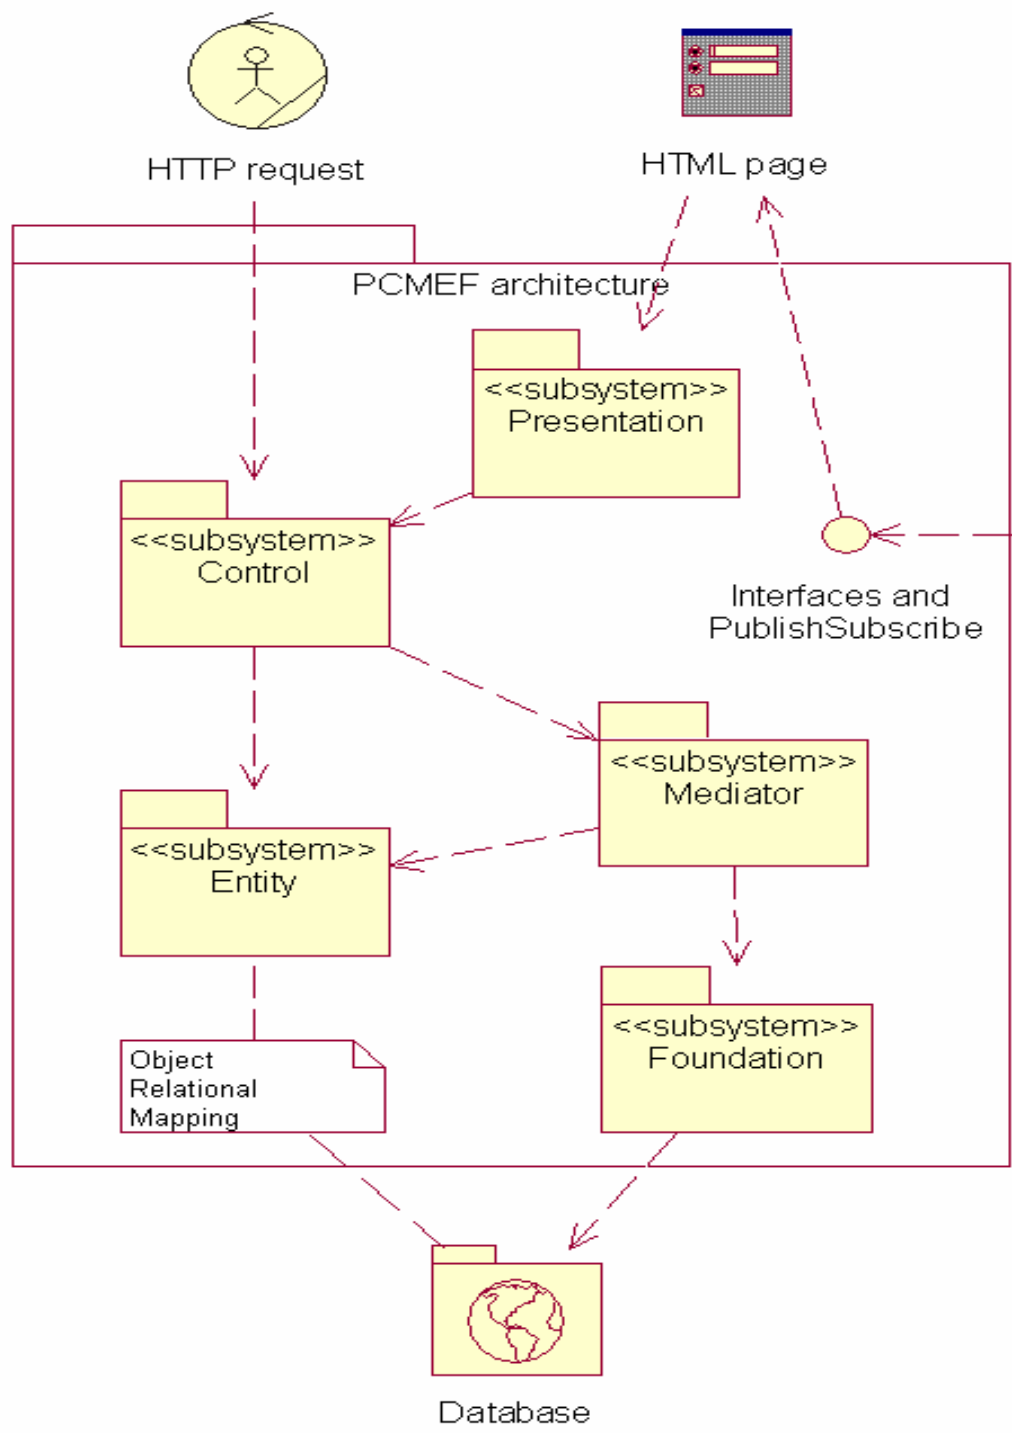 HTTP request
HTML page
PCMEF architecture
<<subsystem>>
Presentation
<<subsystem>>
Control
Interfaces and
PublishSubscribe
<<subsystem>>
Mediator
<<subsystem>>
Entity
<<subsystem>>
Foundation
Object
Relational
Mapping
Database